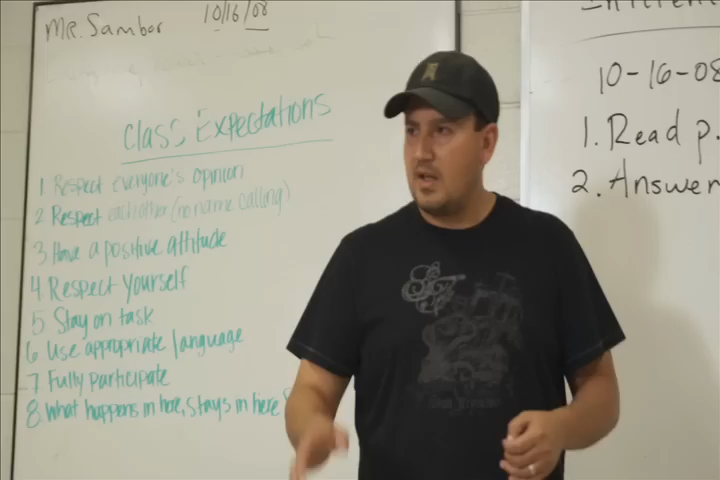 Mr. Sambor
10/16/08
Class Expectations
1 Respect everyone's opinion
2 Respect each other (no name calling)
3 Have a positive attitude
4 Respect Yourself
5 Stay on task
6 Use appropriate language
7 Fully participate
8 What happens in here, stays in here
10-16-08
1. Read p.
2. Answer